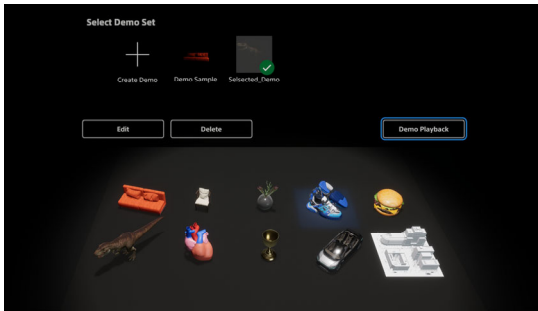 Select Demo Set
Create Demo
Demo Sample
Selsected_Demo
Edit
Delete
Demo Playback